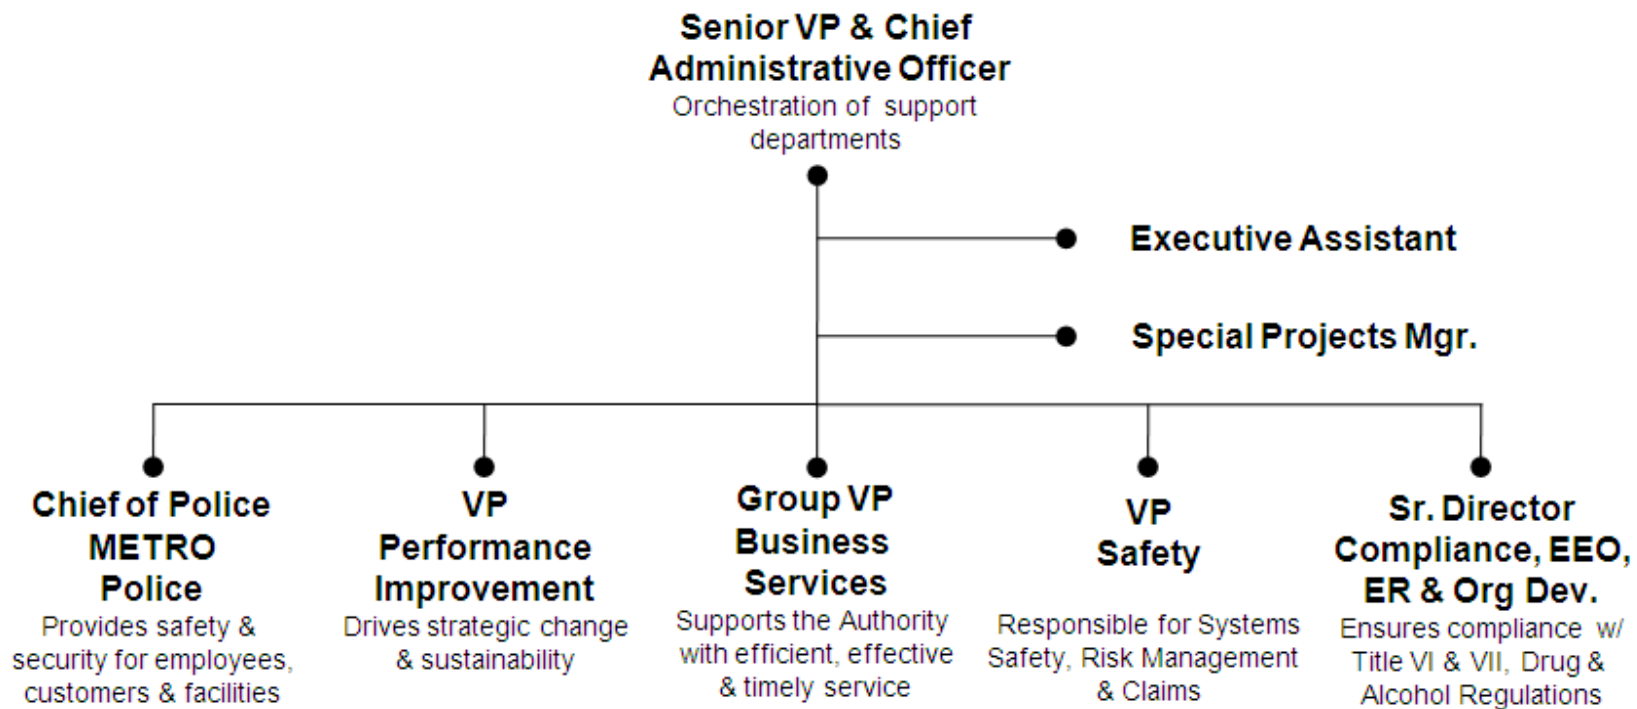 Senior VP & Chief
Administrative Officer
Orchestration of support
departments
Executive Assistant
Special Projects Mgr.
Chief of Police
METRO
Police
Provides safety &
security for employees,
customers & facilities
VP
Performance
Improvement
Drives strategic change
& sustainability
Group VP
Business
Services
Supports the Authority
with efficient, effective
& timely service
VP
Safety
Responsible for Systems
Safety, Risk Management
& Claims
Sr. Director
Compliance, EEO,
ER & Org Dev.
Ensures compliance w/
Title VI & VII, Drug &
Alcohol Regulations